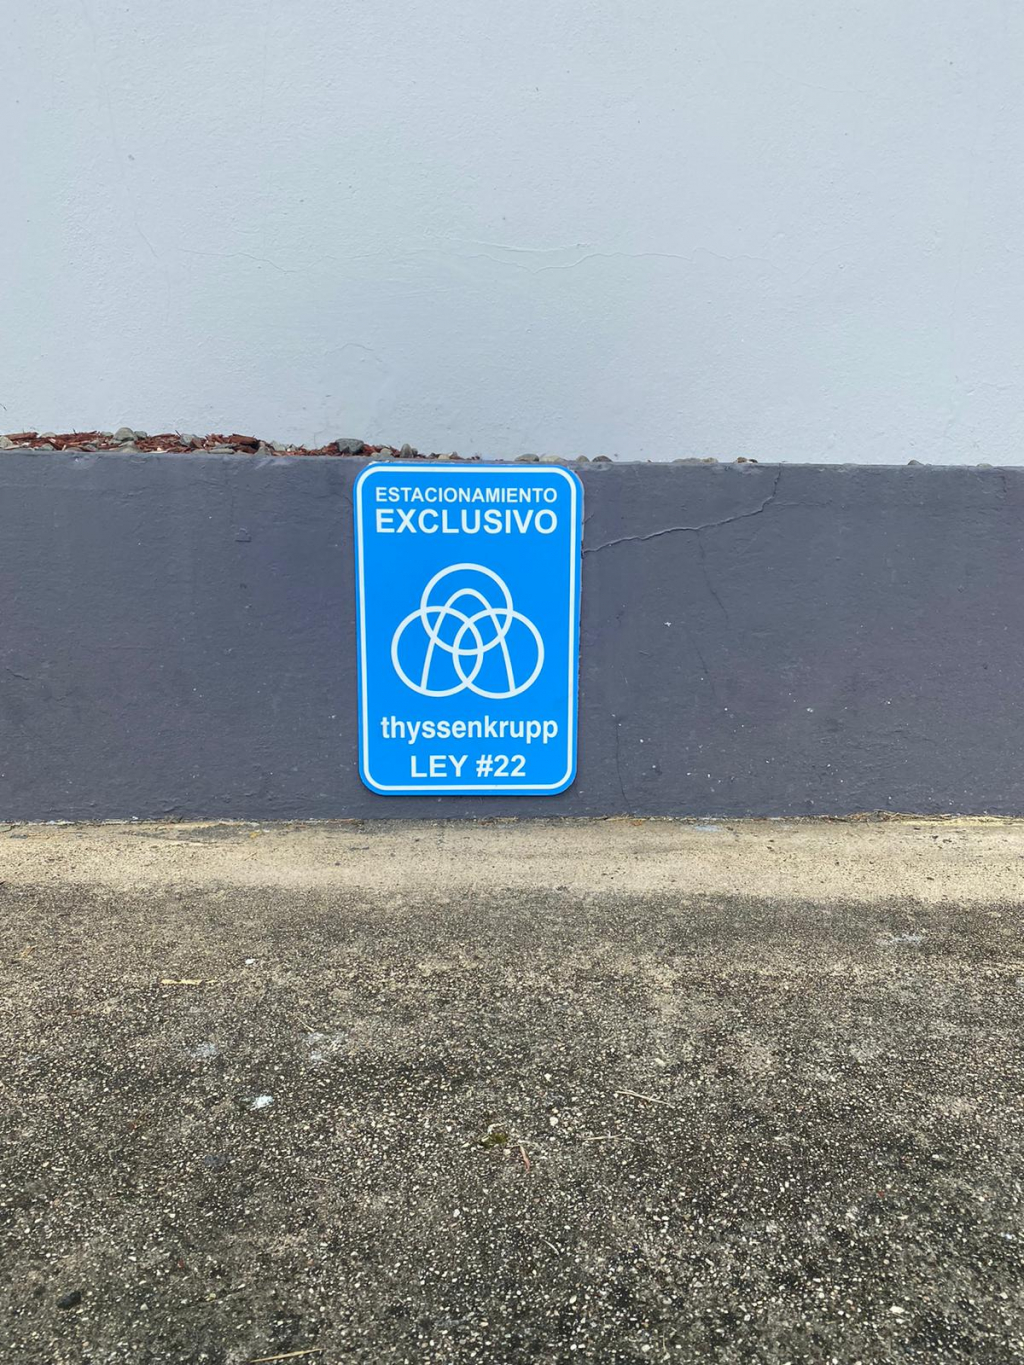 ESTACIONAMIENTO
EXCLUSIVO
thyssenkrupp
LEY #22